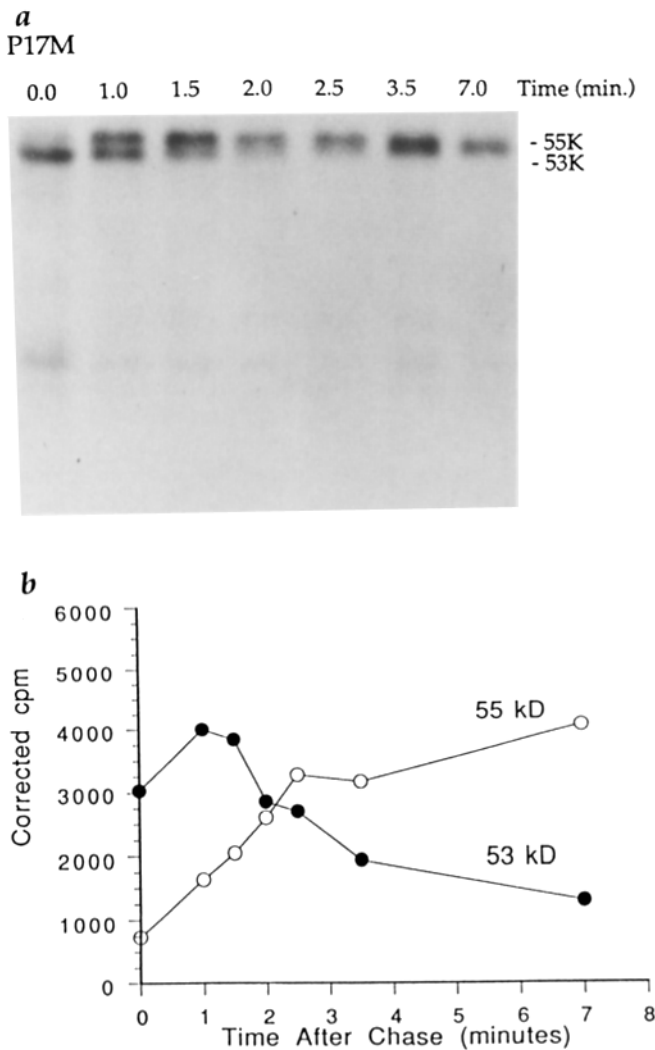 a
P17M
0.0 1.0 1.5 2.0 2.5 3.5 7.0 Time (min.)
- 55K
- 53K
b
6000
5000
4000
3000
2000
1000
0
Corrected cpm
55 kD
53 kD
0 1 2 3 4 5 6 7 8
Time After Chase (minutes)